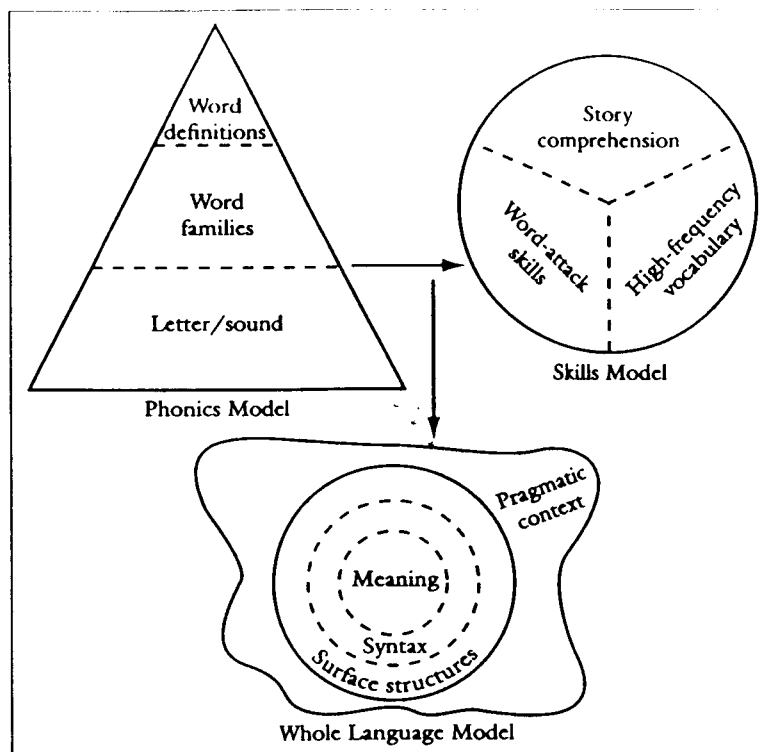 Word
definitions
Word
families
Letter/sound
Phonics Model
Story
comprehension
Word-attack
skills
High-frequency
vocabulary
Skills Model
Pragmatic
context
Meaning
Syntax
Surface structures
Whole Language Model